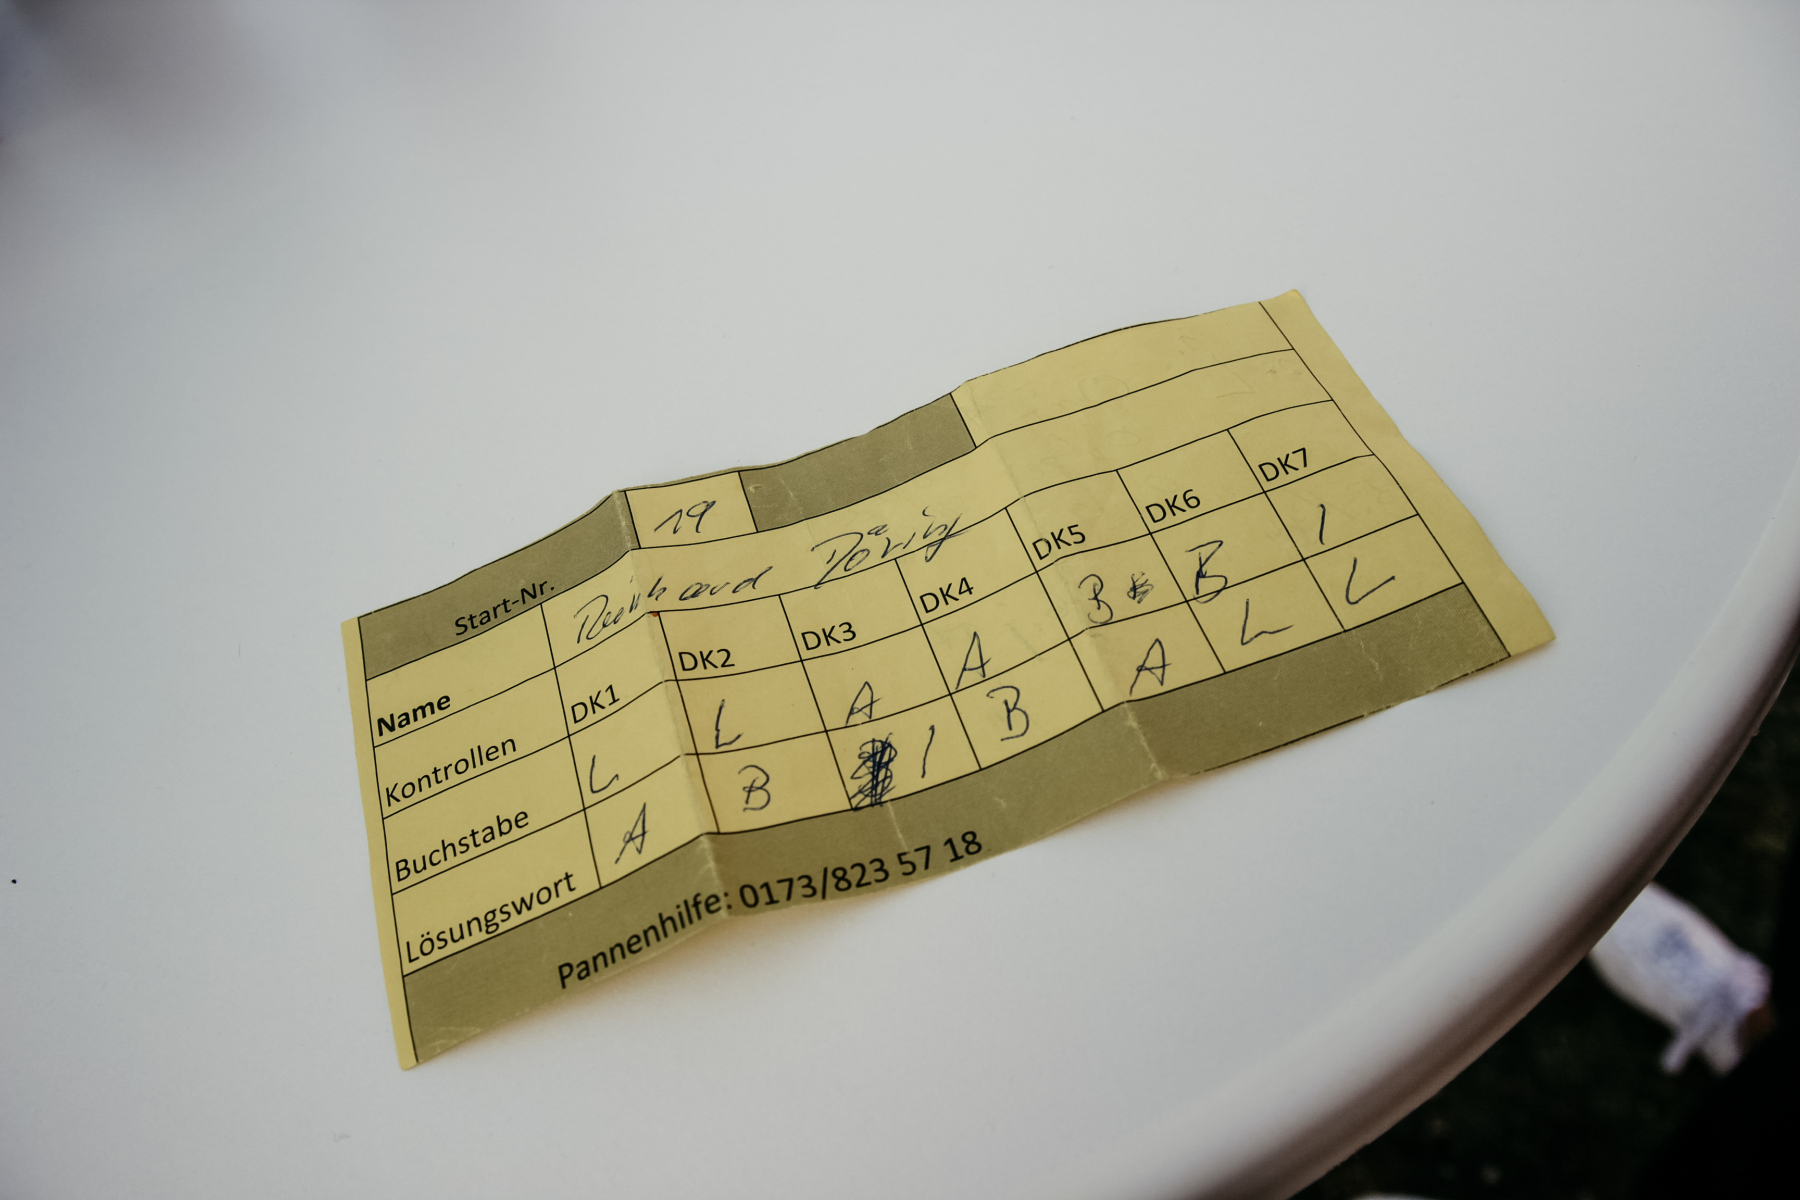 Start-Nr. 19
Name Reinhard Döring
Kontrollen DK1 DK2 DK3 DK4 DK5 DK6 DK7
Buchstabe L L A A B B I
Lösungswort A B I B A L L
Pannenhilfe: 0173/823 57 18